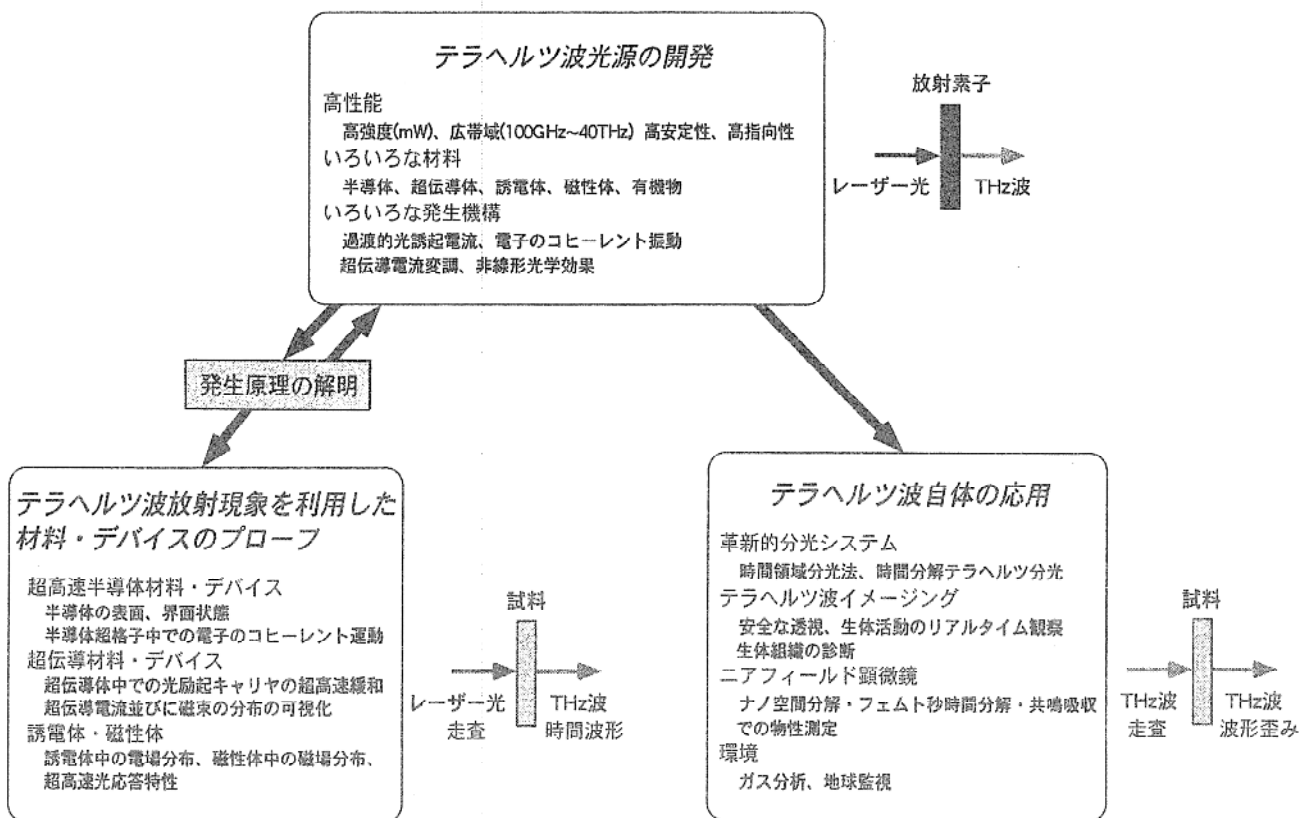 テラヘルツ波光源の開発
高性能
高強度(mW)、広帯域(100GHz~40THz) 高安定性、高指向性
いろいろな材料
半導体、超伝導体、誘電体、磁性体、有機物
いろいろな発生機構
過渡的光誘起電流、電子のコヒーレント振動
超伝導電流変調、非線形光学効果
放射素子
レーザー光
THz波
発生原理の解明
テラヘルツ波放射現象を利用した
材料・デバイスのプローブ
超高速半導体材料・デバイス
半導体の表面、界面状態
半導体超格子中での電子のコヒーレント運動
超伝導材料・デバイス
超伝導体中での光励起キャリヤの超高速緩和
超伝導電流並びに磁束の分布の可視化
誘電体・磁性体
誘電体中の電場分布、磁性体中の磁場分布、
超高速光応答特性
試料
レーザー光
走査
THz波
時間波形
テラヘルツ波自体の応用
革新的分光システム
時間領域分光法、時間分解テラヘルツ分光
テラヘルツ波イメージング
安全な透視、生体活動のリアルタイム観察
生体組織の診断
ニアフィールド顕微鏡
ナノ空間分解・フェムト秒時間分解・共鳴吸収
での物性測定
環境
ガス分析、地球監視
試料
THz波
走査
THz波
波形歪み